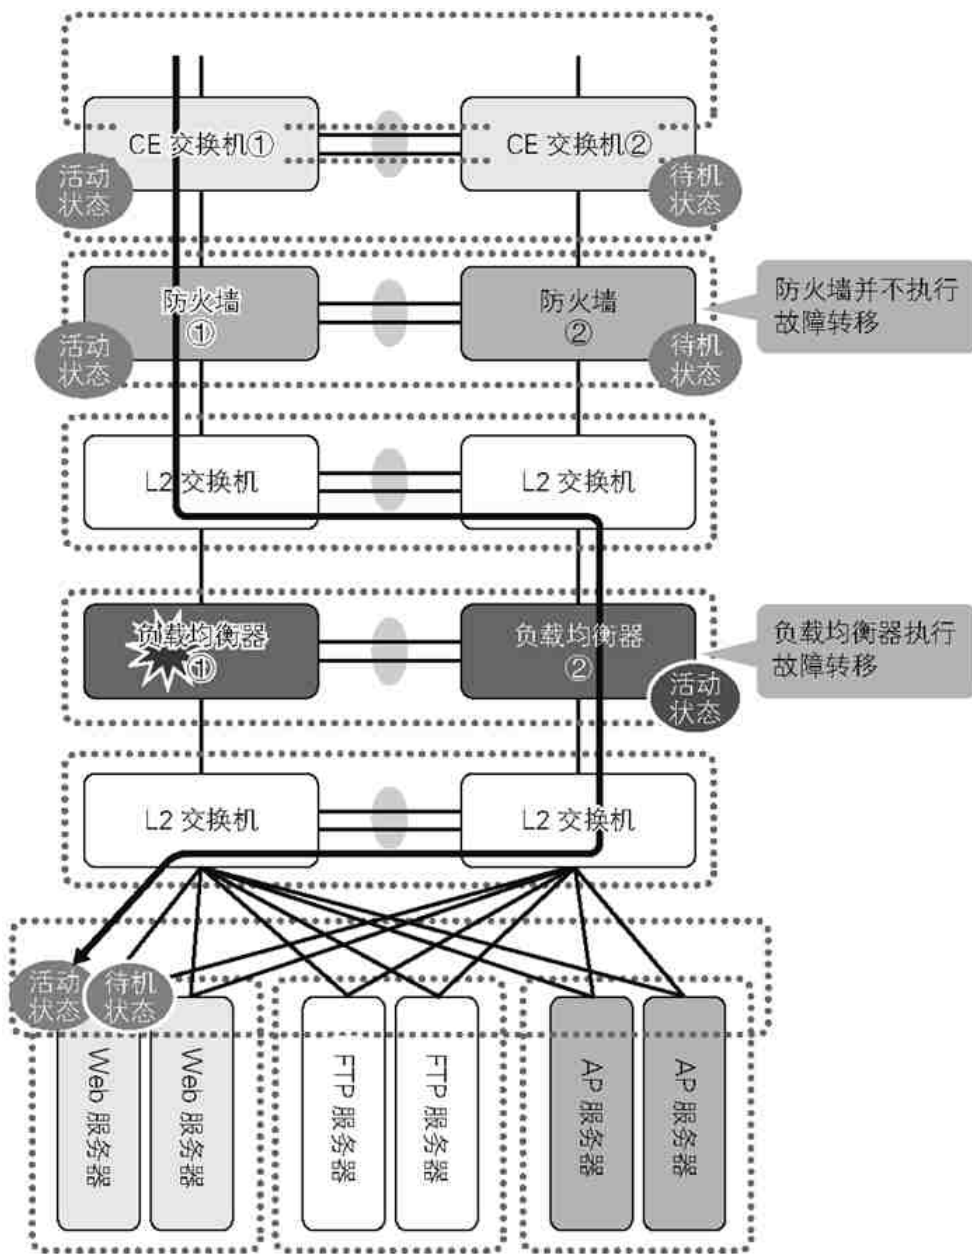 CE 交换机①
CE 交换机②
活动
状态
待机
状态
防火墙
①
防火墙
②
防火墙并不执行
故障转移
活动
状态
待机
状态
L2 交换机
L2 交换机
负载均衡器
①
负载均衡器
②
负载均衡器执行
故障转移
活动
状态
L2 交换机
L2 交换机
活动
状态
待机
状态
Web 服务器
Web 服务器
FTP 服务器
FTP 服务器
AP 服务器
AP 服务器